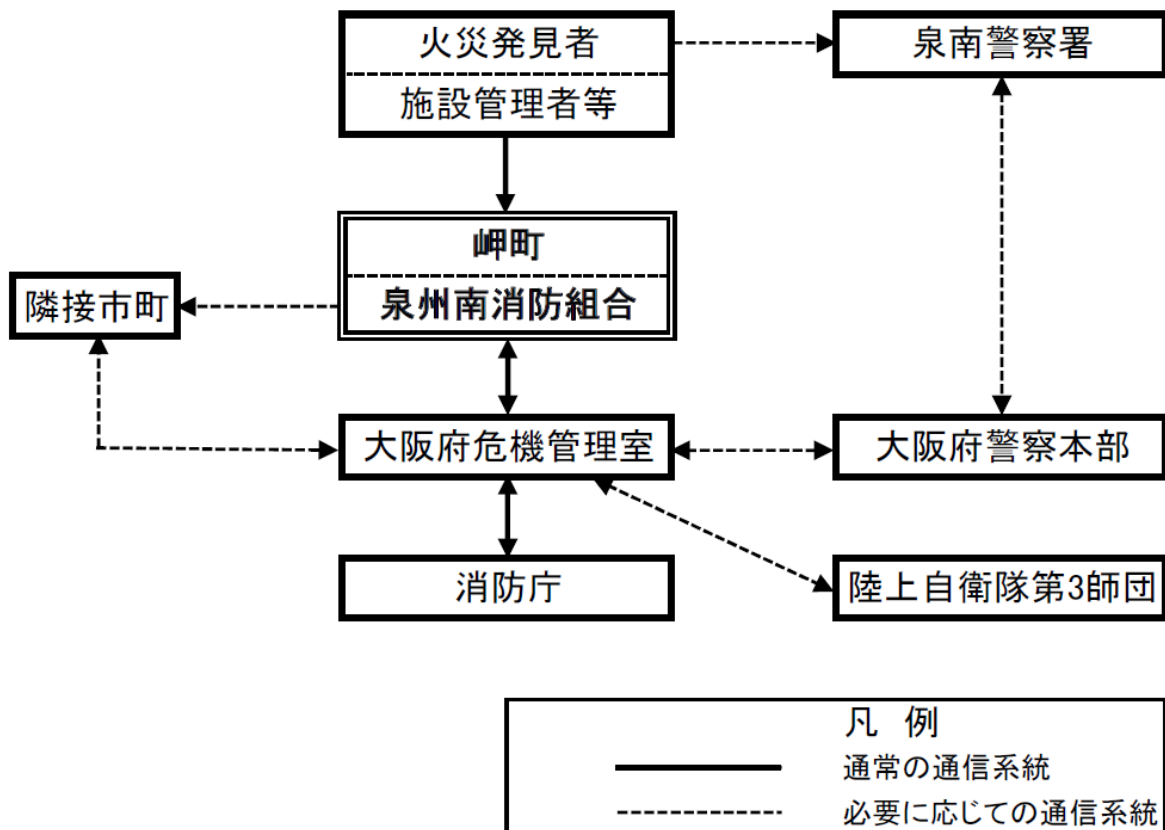 火災発見者
泉南警察署
施設管理者等
岬町
隣接市町
泉州南消防組合
大阪府危機管理室
大阪府警察本部
消防庁
陸上自衛隊第3師団
凡 例
通常の通信系統
必要に応じての通信系統